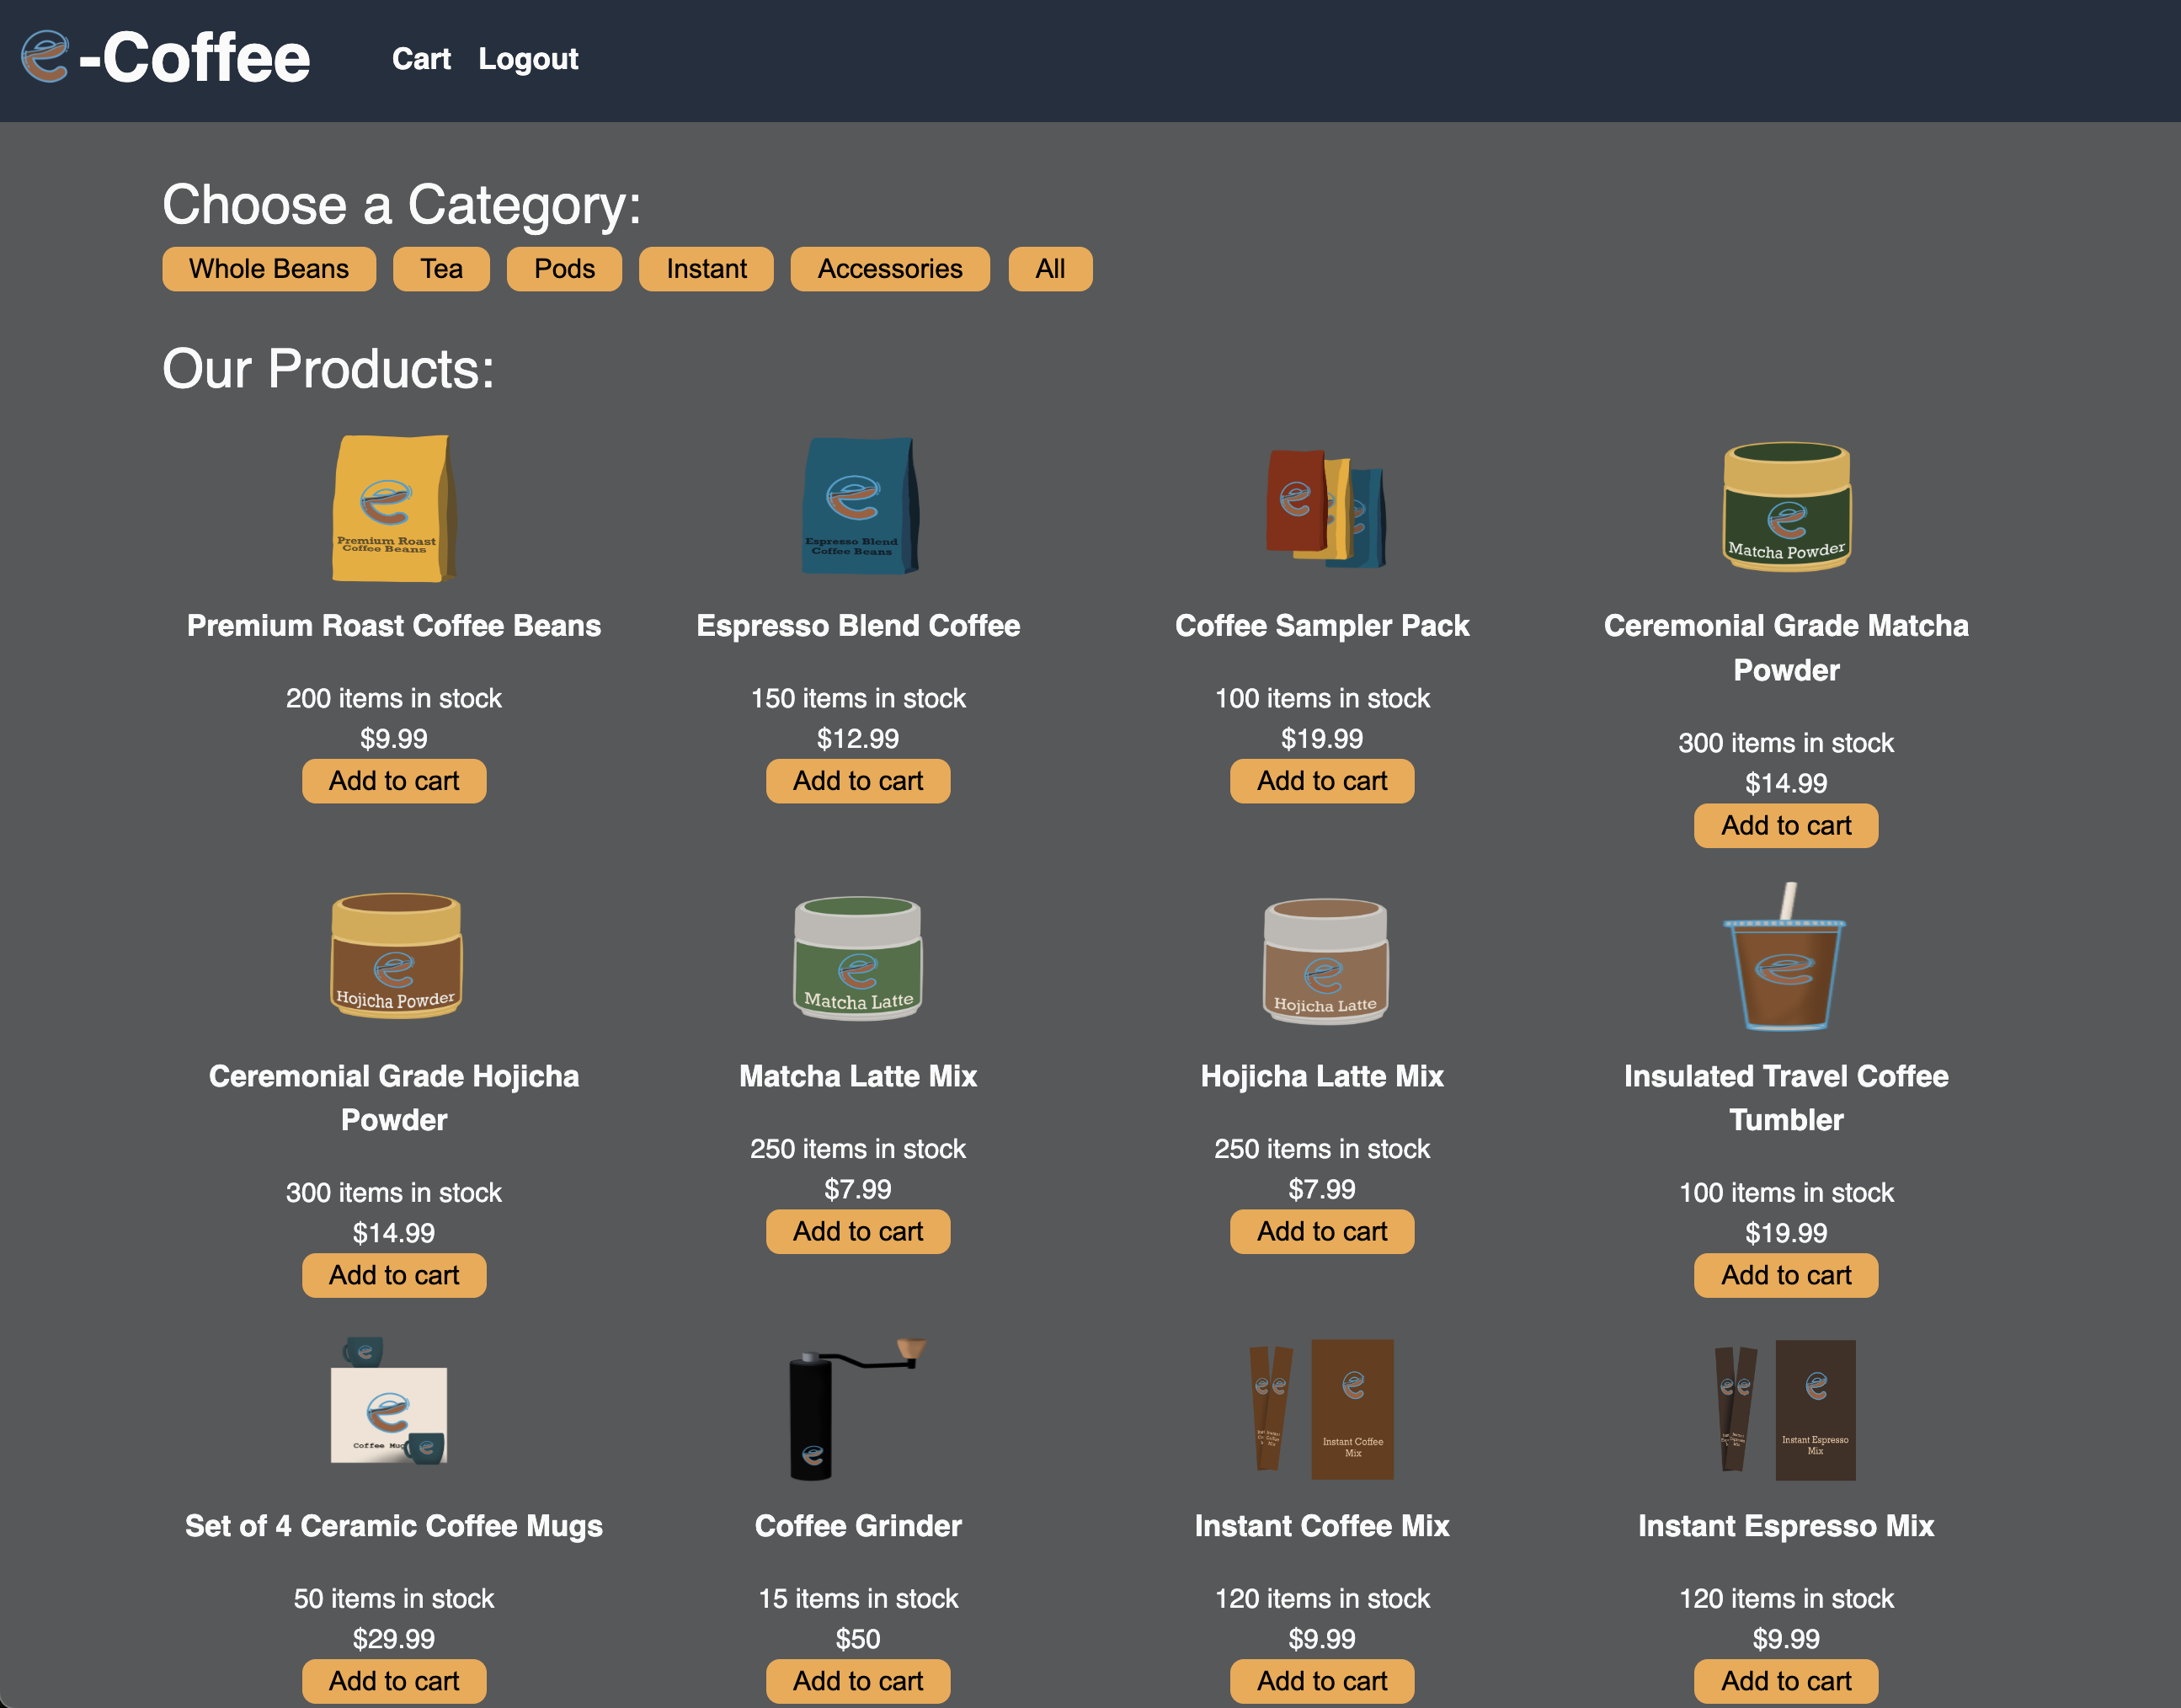 e-Coffee Cart Logout
Choose a Category:
Whole Beans Tea Pods Instant Accessories All
Our Products:
Premium Roast
Coffee Beans
Espresso Blend
Coffee Beans
Matcha Powder
Premium Roast Coffee Beans
200 items in stock
$9.99
Add to cart
Espresso Blend Coffee
150 items in stock
$12.99
Add to cart
Coffee Sampler Pack
100 items in stock
$19.99
Add to cart
Ceremonial Grade Matcha
Powder
300 items in stock
$14.99
Add to cart
Hojicha Powder
Ceremonial Grade Hojicha
Powder
300 items in stock
$14.99
Add to cart
Matcha Latte
Matcha Latte Mix
250 items in stock
$7.99
Add to cart
Hojicha Latte
Hojicha Latte Mix
250 items in stock
$7.99
Add to cart
Insulated Travel Coffee
Tumbler
100 items in stock
$19.99
Add to cart
Coffee Mug
Set of 4 Ceramic Coffee Mugs
50 items in stock
$29.99
Add to cart
Coffee Grinder
15 items in stock
$50
Add to cart
Instant Coffee
Mix
Instant Coffee Mix
120 items in stock
$9.99
Add to cart
Instant Espresso
Mix
Instant Espresso Mix
120 items in stock
$9.99
Add to cart